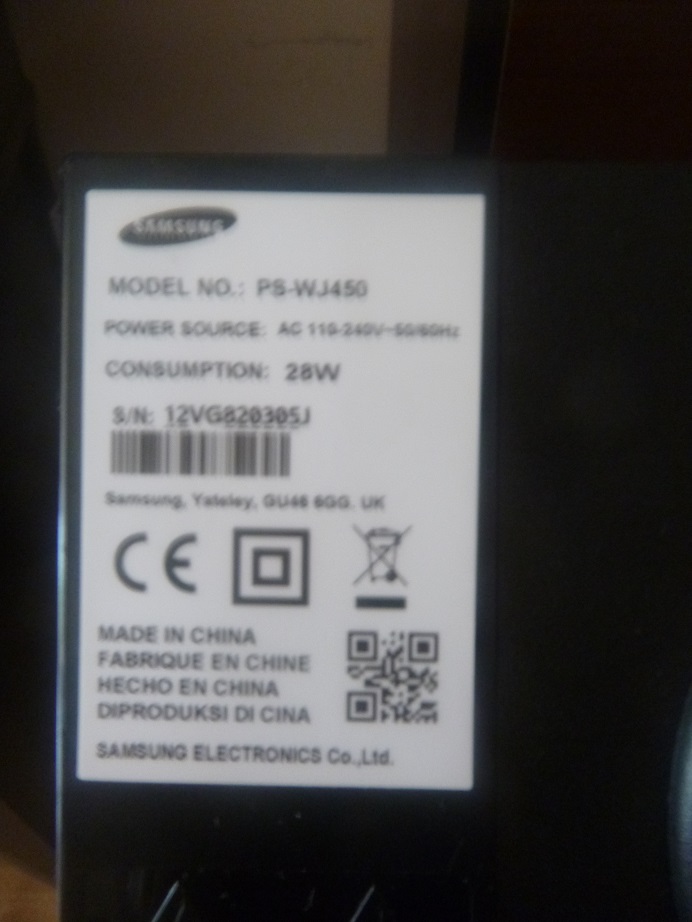 SAMSUNG
MODEL NO.: PS-WJ450
POWER SOURCE: AC 110-240V~50/60Hz
CONSUMPTION: 28W
S/N: 12VG820305J
Samsung, Yateley, GU46 6GG. UK
CE
MADE IN CHINA
FABRIQUE EN CHINE
HECHO EN CHINA
DIPRODUKSI DI CINA
SAMSUNG ELECTRONICS Co.,Ltd.